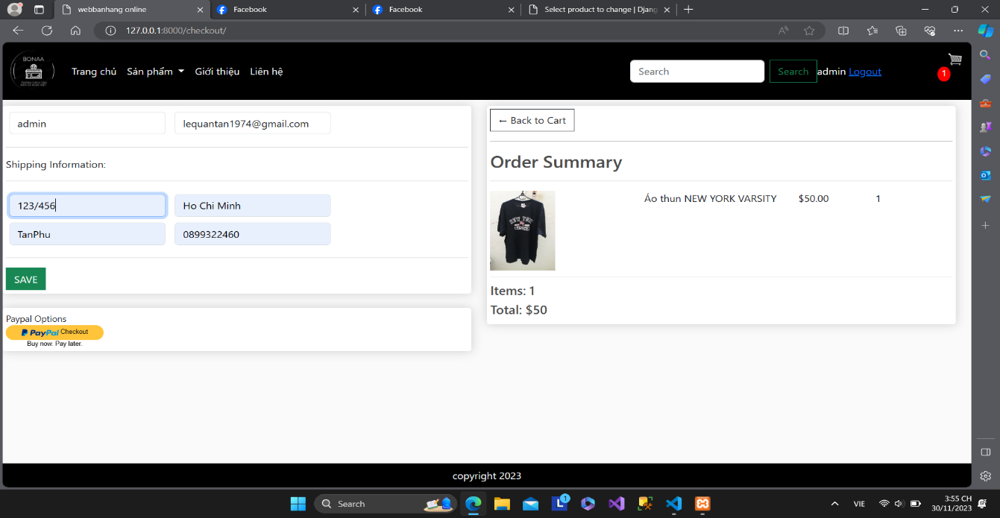 webbanhang online
Facebook
Facebook
Select product to change | Djang
127.0.0.1:8000/checkout/
BONAA
Trang chủ
Sản phẩm
Giới thiệu
Liên hệ
Search
Search
admin Logout
1
admin
lequantan1974@gmail.com
Shipping Information:
123/456
Ho Chi Minh
TanPhu
0899322460
SAVE
Paypal Options
PayPal Checkout
Buy now. Pay later.
← Back to Cart
Order Summary
Áo thun NEW YORK VARSITY
$50.00
1
NEW YORK
Items: 1
Total: $50
copyright 2023
Search
L
1
VIE
3:55 CH
30/11/2023